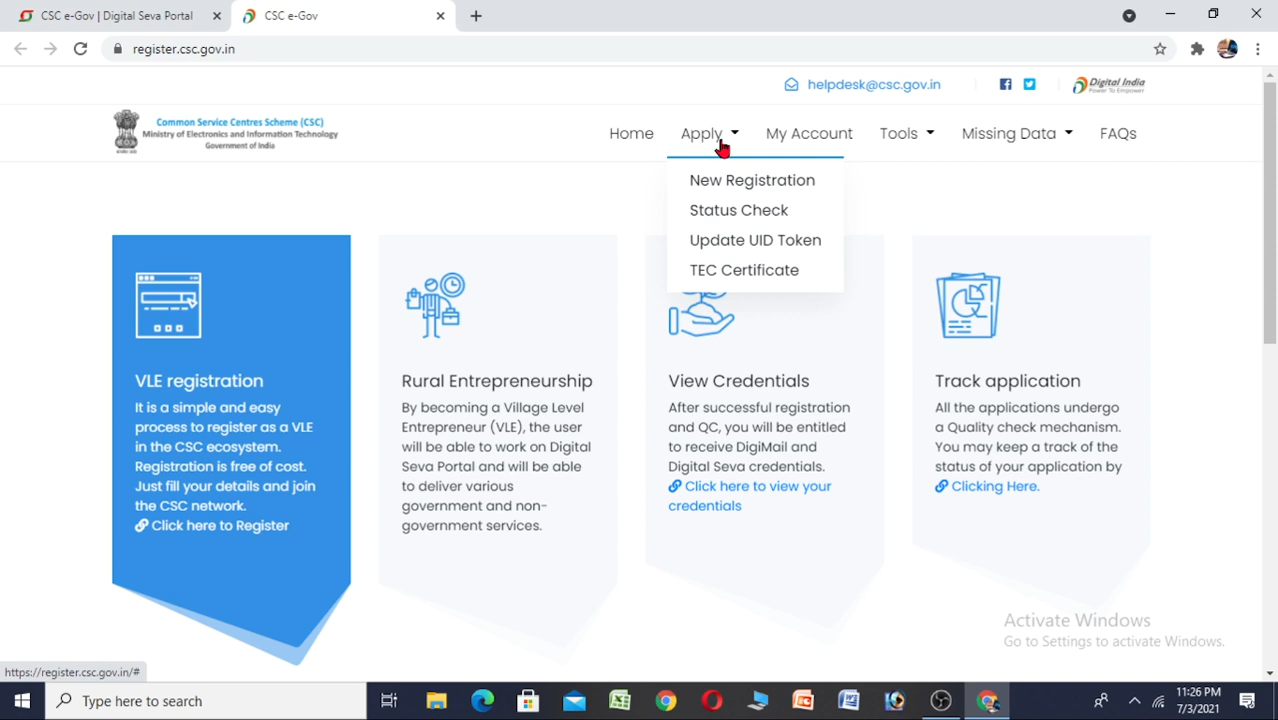 CSC e-Gov | Digital Seva Portal
CSC e-Gov
register.csc.gov.in
helpdesk@csc.gov.in
Digital India
Power To Empower
Common Service Centres Scheme (CSC)
Ministry of Electronics and Information Technology
Government of India
Home
Apply
My Account
Tools
Missing Data
FAQs
New Registration
Status Check
Update UID Token
TEC Certificate
VLE registration
It is a simple and easy
process to register as a VLE
in the CSC ecosystem.
Registration is free of cost.
Just fill your details and join
the CSC network.
Click here to Register
Rural Entrepreneurship
By becoming a Village Level
Entrepreneur (VLE), the user
will be able to work on Digital
Seva Portal and will be able
to deliver various
government and non-
government services.
View Credentials
After successful registration
and QC, you will be entitled
to receive DigiMail and
Digital Seva credentials.
Click here to view your
credentials
Track application
All the applications undergo
a Quality check mechanism.
You may keep a track of the
status of your application by
Clicking Here.
Activate Windows
Go to Settings to activate Windows.
https://register.csc.gov.in/#
Type here to search
11:26 PM
7/3/2021